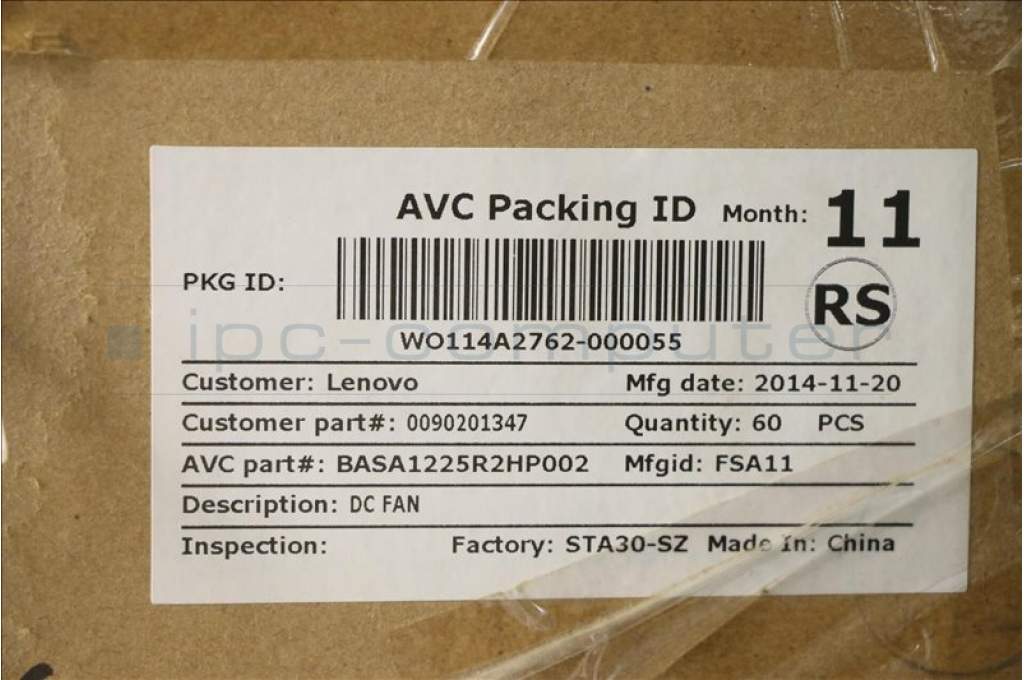 AVC Packing ID Month: 11
PKG ID:
RS
ipc-computer
WO114A2762-000055
Customer: Lenovo Mfg date: 2014-11-20
Customer part#: 0090201347 Quantity: 60 PCS
AVC part#: BASA1225R2HP002 Mfgid: FSA11
Description: DC FAN
Inspection: Factory: STA30-SZ Made In: China